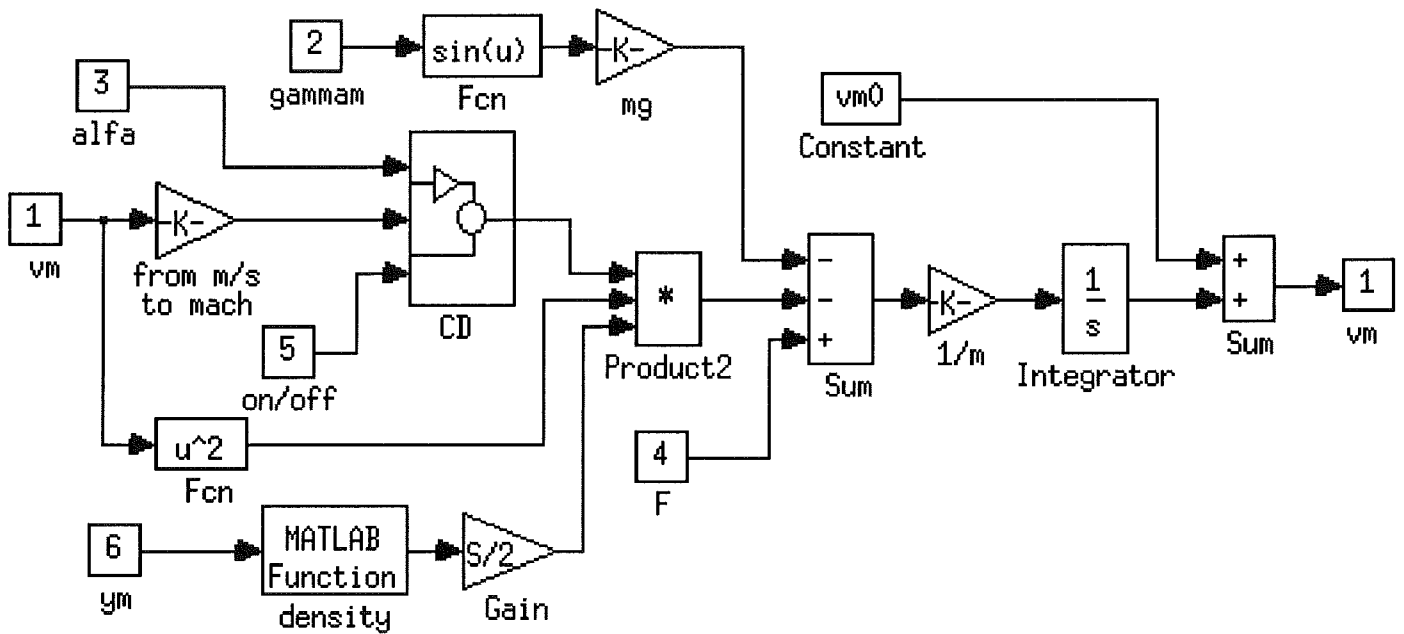 2
gammam
sin(u)
Fcn
-K-
mg
3
alfa
vm0
Constant
1
vm
-K-
from m/s
to mach
CD
5
on/off
*
Product2
-
-
+
Sum
-K-
1/m
1
s
Integrator
+
+
Sum
1
vm
u^2
Fcn
4
F
6
ym
MATLAB
Function
density
S/2
Gain